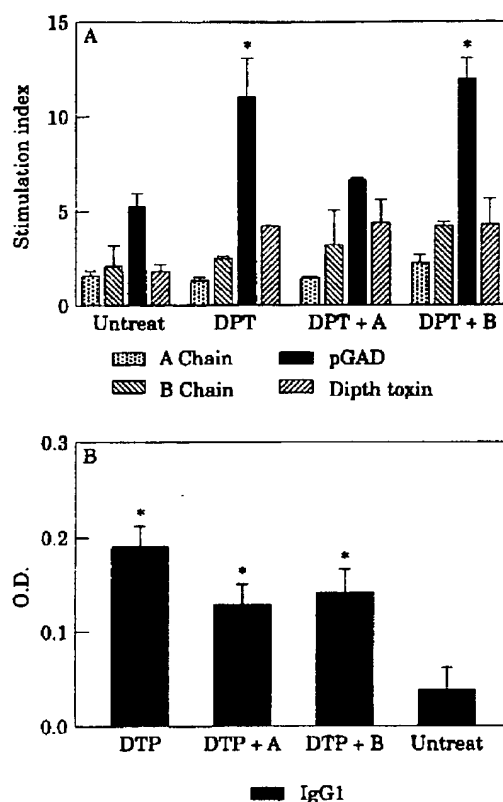 A
15
10
5
0
Stimulation index
* *
Untreat DPT DPT + A DPT + B
A Chain pGAD
B Chain Dipth toxin
B
0.3
0.2
0.1
0.0
O.D.
* * *
DTP DTP + A DTP + B Untreat
IgG1